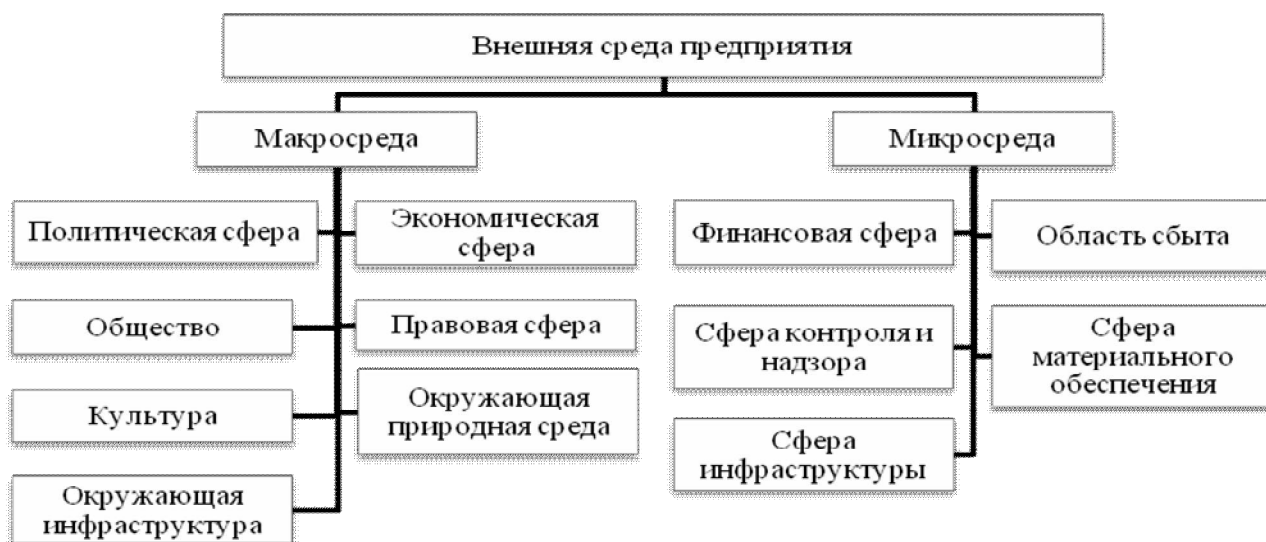 Внешняя среда предприятия
Макросреда
Микросреда
Политическая сфера
Экономическая
сфера
Финансовая сфера
Область сбыта
Общество
Правовая сфера
Сфера контроля и
надзора
Сфера
материального
обеспечения
Культура
Окружающая
природная среда
Сфера
инфраструктуры
Окружающая
инфраструктура